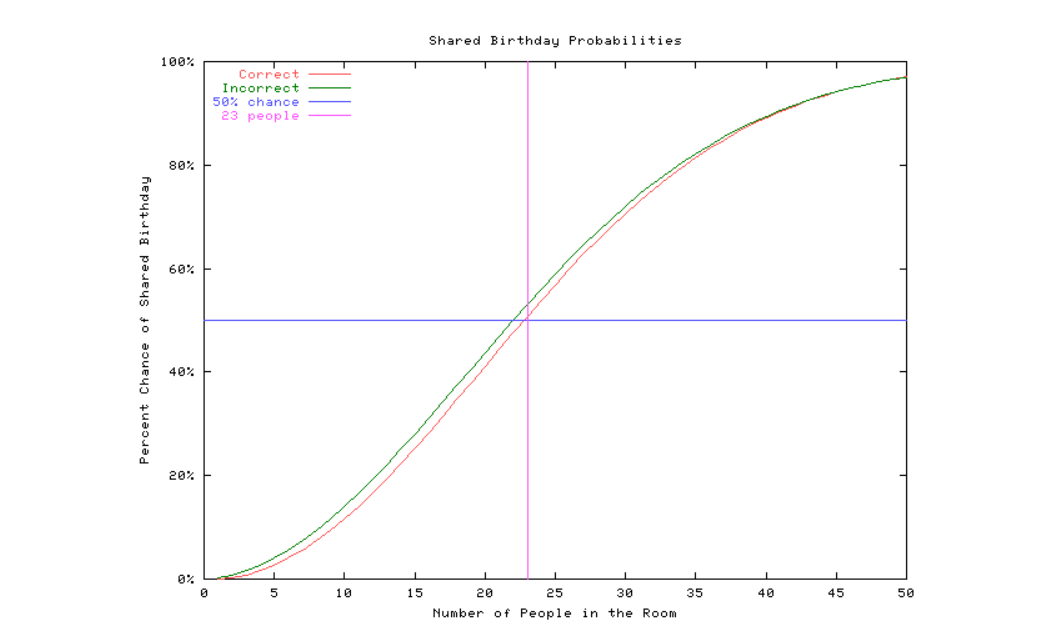 Shared Birthday Probabilities
100%
80%
60%
40%
20%
0%
Percent Chance of Shared Birthday
Correct
Incorrect
50% chance
23 people
0 5 10 15 20 25 30 35 40 45 50
Number of People in the Room